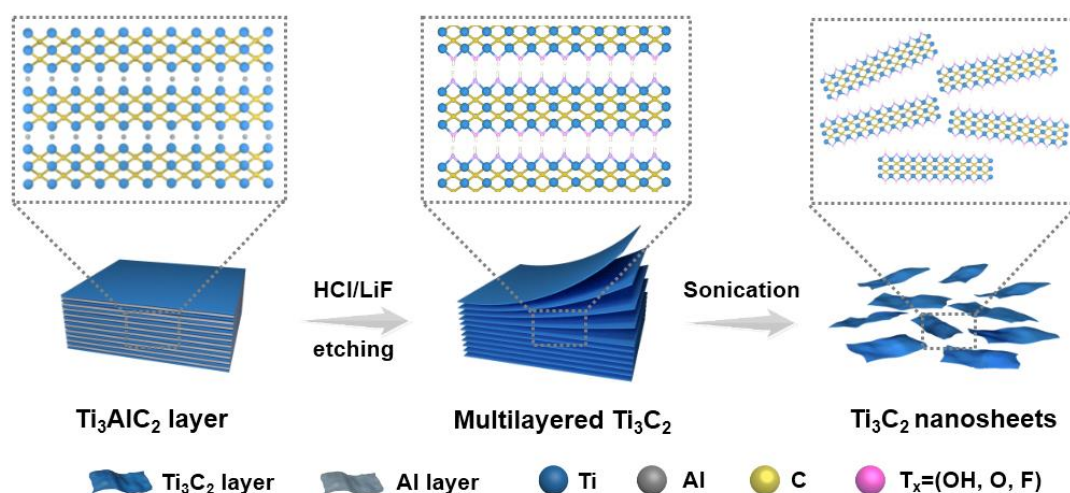 HCl/LiF
etching
Sonication
Ti₃AlC₂ layer
Multilayered Ti₃C₂
Ti₃C₂ nanosheets
Ti₃C₂ layer
Al layer
Ti
Al
C
Tₓ=(OH, O, F)